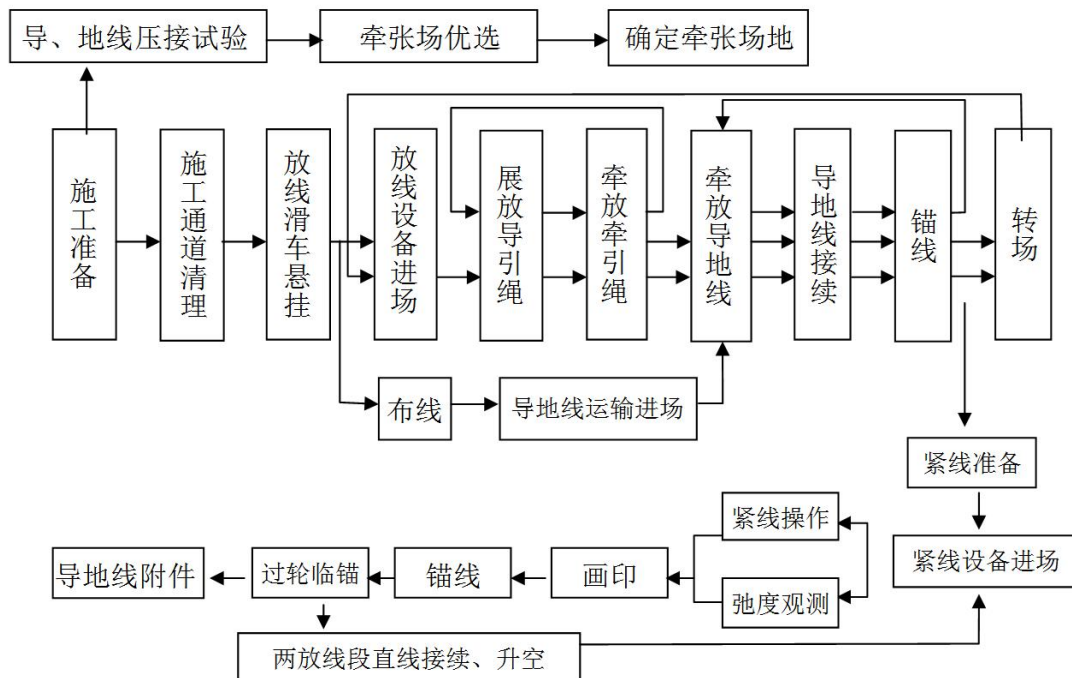 导、地线压接试验
牵张场优选
确定牵张场地
施工准备
施工通道清理
放线滑车悬挂
放线设备进场
展放导引绳
牵放牵引绳
牵放导地线
导地线接续
锚线
转场
布线
导地线运输进场
紧线准备
紧线操作
紧线设备进场
导地线附件
过轮临锚
锚线
画印
弛度观测
两放线段直线接续、升空